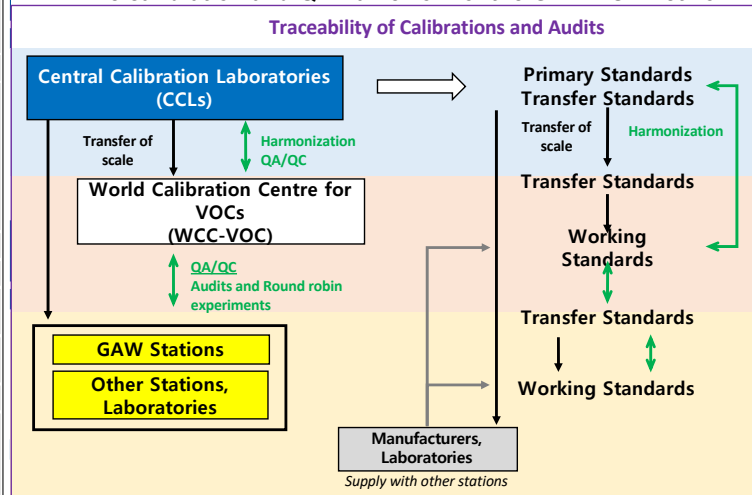 Traceability of Calibrations and Audits
Central Calibration Laboratories
(CCLs)
Primary Standards
Transfer Standards
Transfer of
scale
Harmonization
QA/QC
Transfer of
scale
Harmonization
World Calibration Centre for
VOCs
(WCC-VOC)
Transfer Standards
Working
Standards
QA/QC
Audits and Round robin
experiments
Transfer Standards
GAW Stations
Other Stations,
Laboratories
Working Standards
Manufacturers,
Laboratories
Supply with other stations